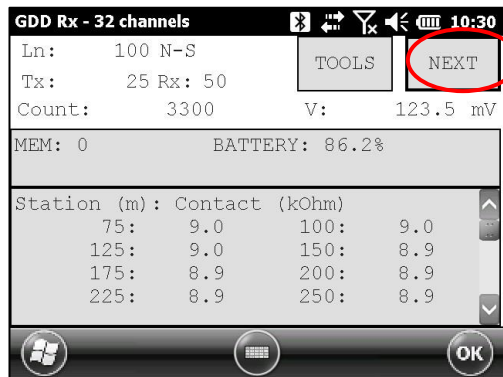 GDD Rx - 32 channels 10:30
Ln: 100 N-S
TOOLS NEXT
Tx: 25 Rx: 50
Count: 3300 V: 123.5 mV
MEM: 0 BATTERY: 86.2%
Station (m): Contact (kOhm)
75: 9.0 100: 9.0
125: 9.0 150: 8.9
175: 8.9 200: 8.9
225: 8.9 250: 8.9
OK